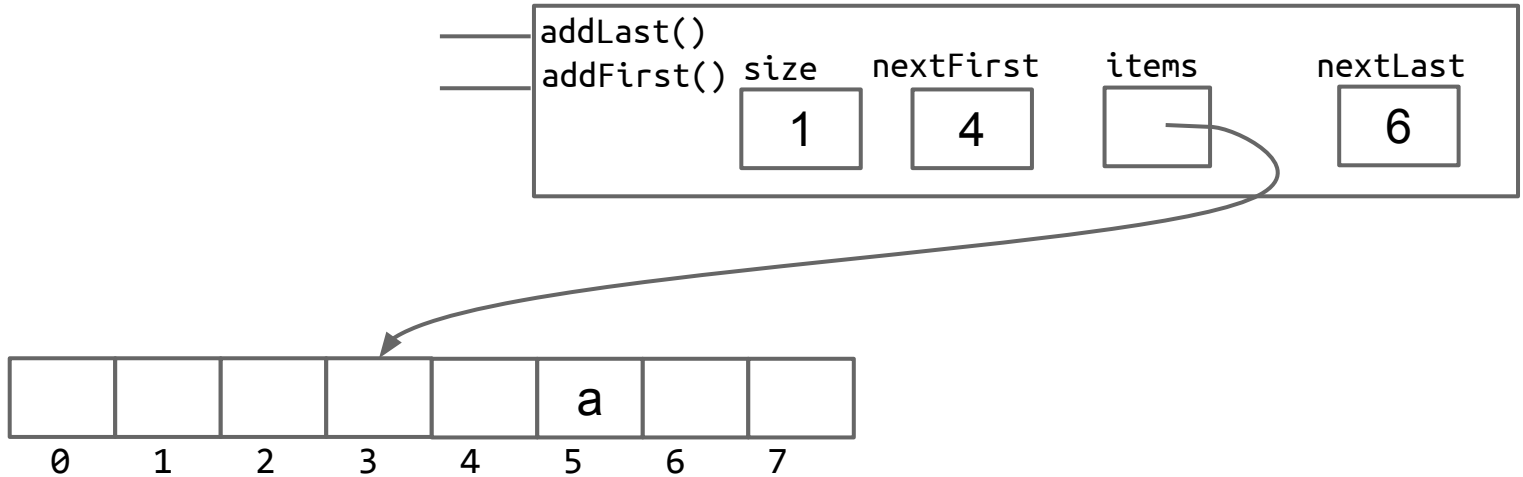 addLast()
addFirst()
size nextFirst items nextLast
1 4 6
a
0 1 2 3 4 5 6 7